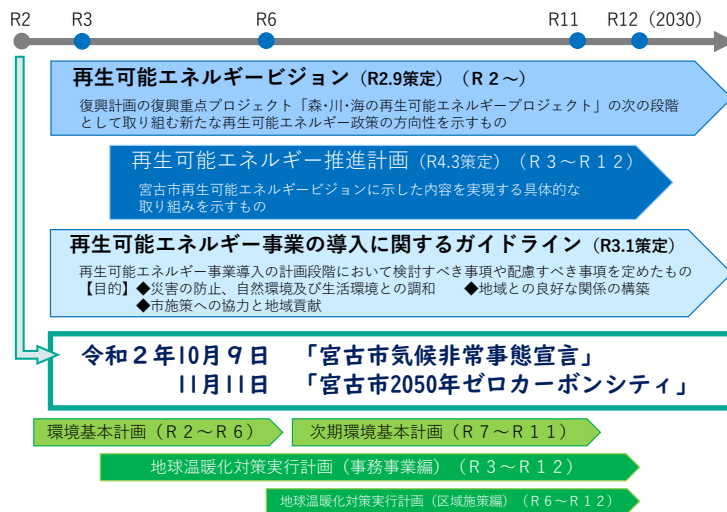 R2 R3 R6 R11 R12（2030）
再生可能エネルギービジョン（R2.9策定）（Ｒ２～）
復興計画の復興重点プロジェクト「森・川・海の再生可能エネルギープロジェクト」の次の段階
として取り組む新たな再生可能エネルギー政策の方向性を示すもの
再生可能エネルギー推進計画（R4.3策定）（Ｒ３～Ｒ１２）
宮古市再生可能エネルギービジョンに示した内容を実現する具体的な
取り組みを示すもの
再生可能エネルギー事業の導入に関するガイドライン（R3.1策定）
再生可能エネルギー事業導入の計画段階において検討すべき事項や配慮すべき事項を定めたもの
【目的】◆災害の防止、自然環境及び生活環境との調和　◆地域との良好な関係の構築
◆市施策への協力と地域貢献
令和２年10月９日　「宮古市気候非常事態宣言」
11月11日　「宮古市2050年ゼロカーボンシティ」
環境基本計画（Ｒ２～Ｒ６）　次期環境基本計画（Ｒ７～Ｒ１１）
地球温暖化対策実行計画（事務事業編）（Ｒ３～Ｒ１２）
地球温暖化対策実行計画（区域施策編）（Ｒ６～Ｒ１２）